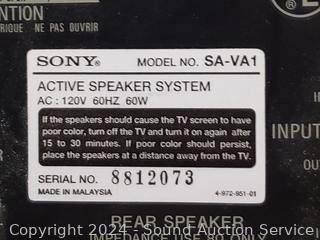 NTION
RIQUE NE PAS OUVRIR
SONY® MODEL NO. SA-VA1
ACTIVE SPEAKER SYSTEM
AC : 120V 60HZ 60W
If the speakers should cause the TV screen to have
poor color, turn off the TV and turn it on again after
15 to 30 minutes. If poor color should persist,
place the speakers at a distance away from the TV.
SERIAL NO. 8812073
MADE IN MALAYSIA 4-972-951-01
INPUT
REAR SPEAKER
IMPEDANCE USE 8Ω ONLY
Copyright 2024 - Sound Auction Service